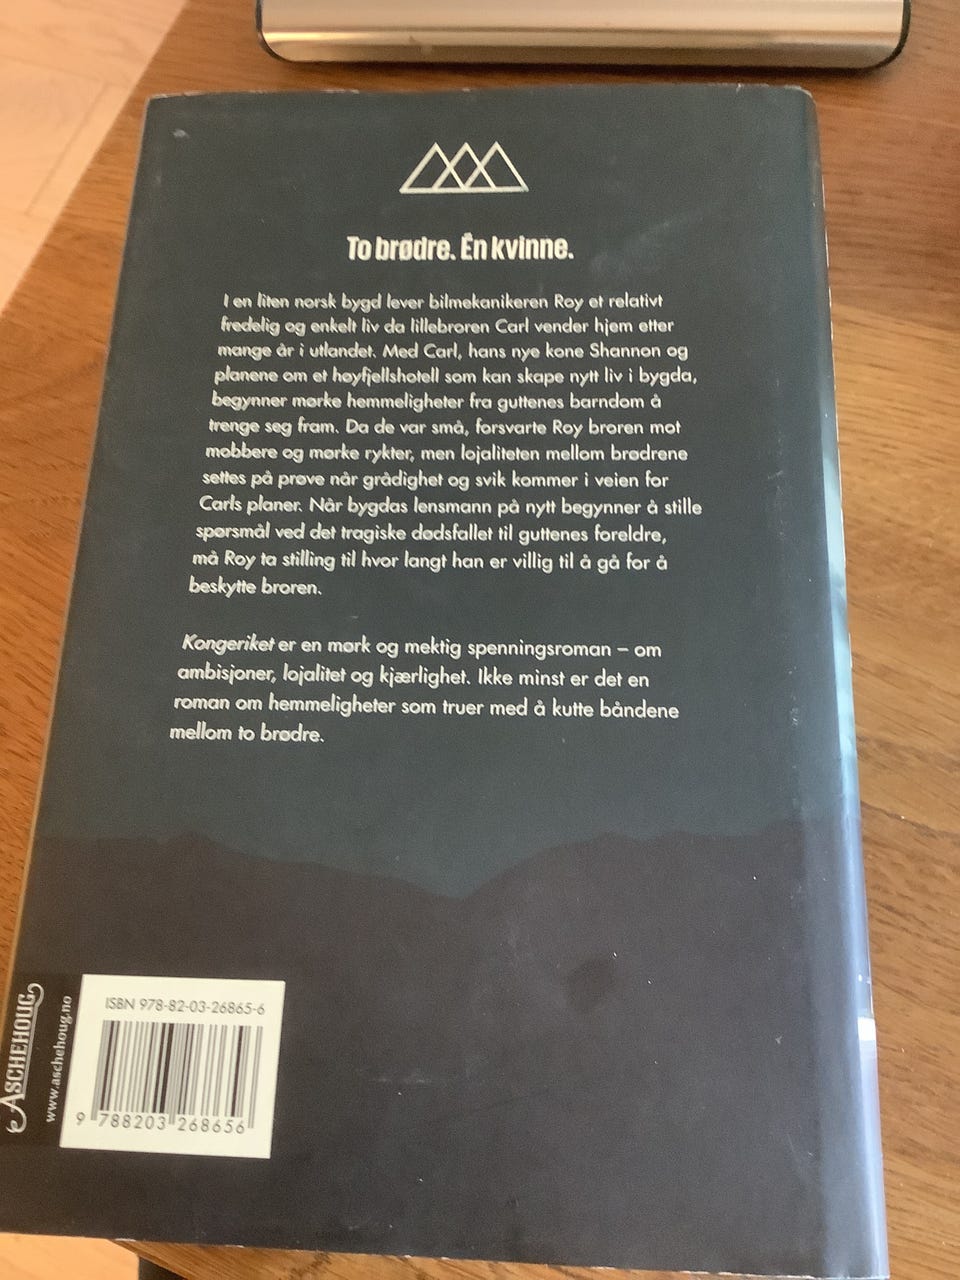 To brødre. Én kvinne.
I en liten norsk bygd lever bilmekanikeren Roy et relativt
fredelig og enkelt liv da lillebroren Carl vender hjem etter
mange år i utlandet. Med Carl, hans nye kone Shannon og
planene om et høyfjellshotell som kan skape nytt liv i bygda,
begynner mørke hemmeligheter fra guttenes barndom å
trenge seg fram. Da de var små, forsvarte Roy broren mot
mobbere og mørke rykter, men lojaliteten mellom brødrene
settes på prøve når grådighet og svik kommer i veien for
Carls planer. Når bygdas lensmann på nytt begynner å stille
spørsmål ved det tragiske dødsfallet til guttenes foreldre,
må Roy ta stilling til hvor langt han er villig til å gå for å
beskytte broren.
Kongeriket er en mørk og mektig spenningsroman – om
ambisjoner, lojalitet og kjærlighet. Ikke minst er det en
roman om hemmeligheter som truer med å kutte båndene
mellom to brødre.
ASCHEHOUG
www.aschehoug.no
ISBN 978-82-03-26865-6
9 788203 268656